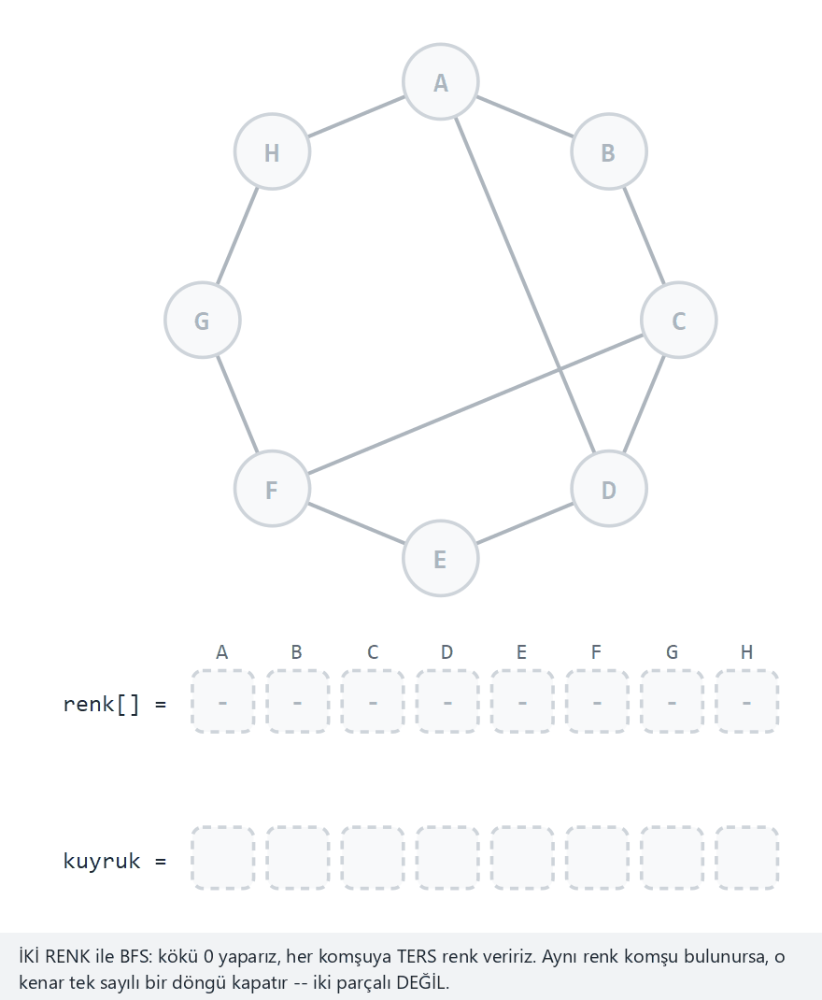 A
H
B
G
C
F
D
E
A B C D E F G H
renk[] = - - - - - - - -
kuyruk =
İKİ RENK ile BFS: kökü 0 yaparız, her komşuya TERS renk veririz. Aynı renk komşu bulunursa, o
kenar tek sayılı bir döngü kapatır -- iki parçalı DEĞİL.